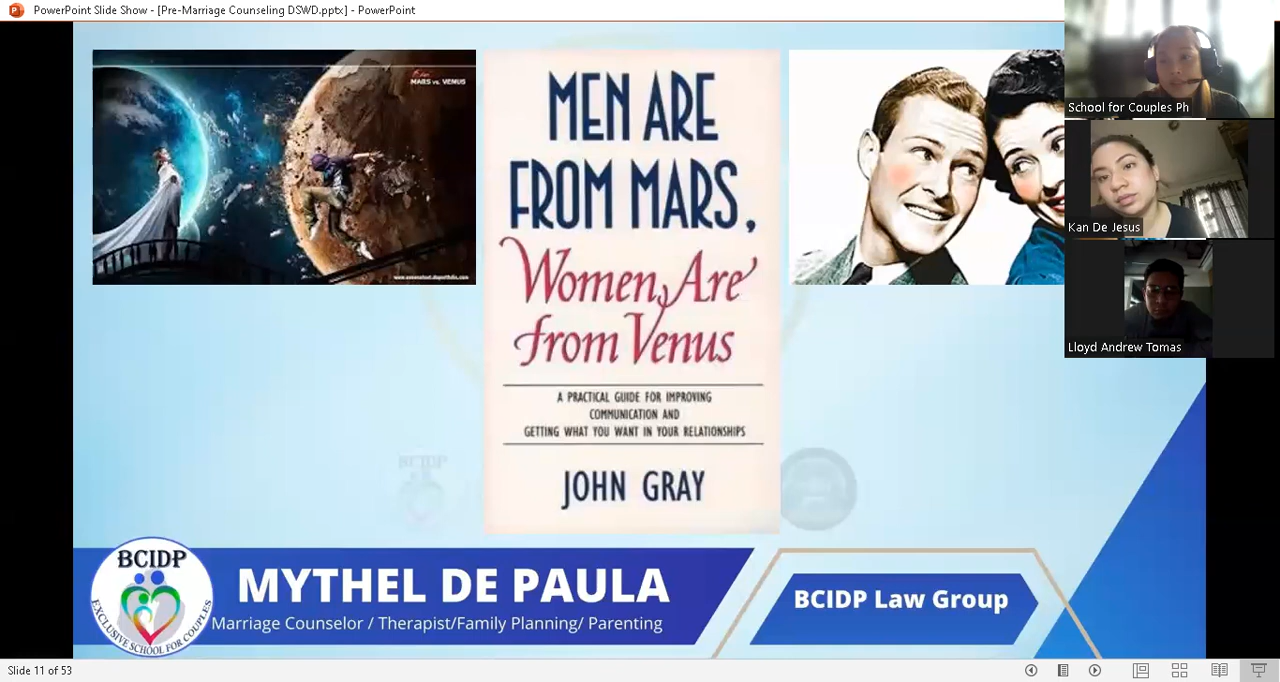 PowerPoint Slide Show - [Pre-Marriage Counseling DSWD.pptx] - PowerPoint
MARS vs. VENUS
MEN ARE
FROM MARS,
Women Are
from Venus
A PRACTICAL GUIDE FOR IMPROVING
COMMUNICATION AND
GETTING WHAT YOU WANT IN YOUR RELATIONSHIPS
JOHN GRAY
School for Couples Ph
Kan De Jesus
Lloyd Andrew Tomas
BCIDP
BCIDP
EXCLUSIVE SCHOOL FOR COUPLES
MYTHEL DE PAULA
Marriage Counselor / Therapist/Family Planning/ Parenting
BCIDP Law Group
Slide 11 of 53